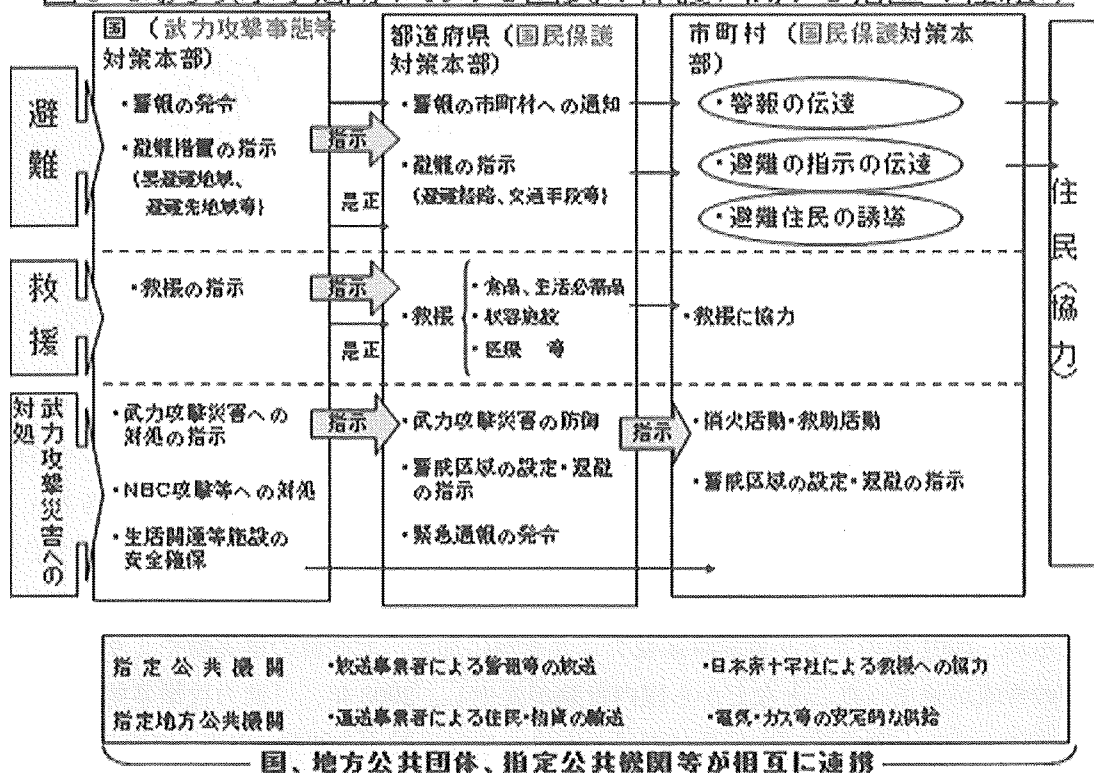 国（武力攻撃事態等
対策本部）
都道府県（国民保護
対策本部）
市町村（国民保護対策本
部）
避難
・警報の発令
・避難措置の指示
（要避難地域、
避難先地域等）
指示
是正
・警報の市町村への通知
・避難の指示
（避難経路、交通手段等）
・警報の伝達
・避難の指示の伝達
・避難住民の誘導
救援
・救援の指示
指示
是正
・救援
・食品、生活必需品
・収容施設
・医療　等
・救援に協力
武力攻撃災害への
対処
・武力攻撃災害への
対処の指示
・NBC攻撃等への対処
・生活関連等施設の
安全確保
指示
・武力攻撃災害の防御
・警戒区域の設定・退避
の指示
・緊急通報の発令
指示
・消火活動・救助活動
・警戒区域の設定・退避の指示
住民（協力）
指定公共機関
・放送事業者による警報等の放送
・日本赤十字社による救援への協力
指定地方公共機関
・運送事業者による住民・物資の輸送
・電気・ガス等の安定的な供給
国、地方公共団体、指定公共機関等が相互に連携